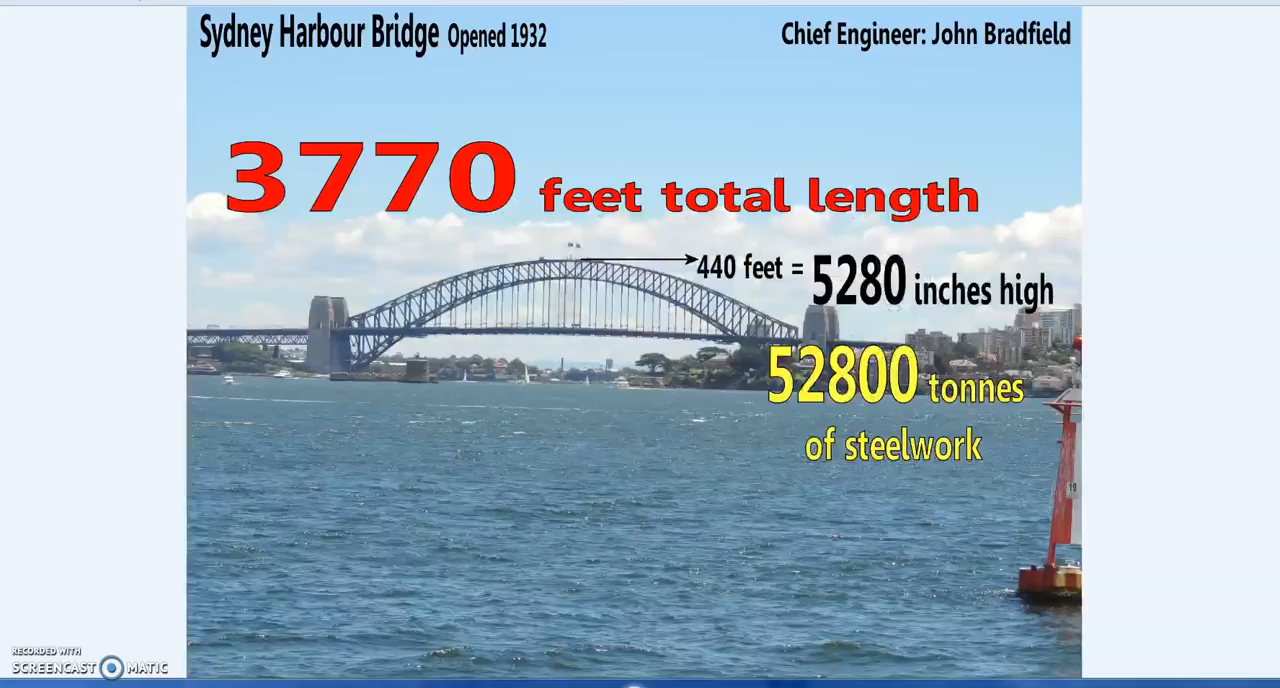 Sydney Harbour Bridge Opened 1932
Chief Engineer: John Bradfield
3770 feet total length
440 feet = 5280 inches high
52800 tonnes
of steelwork
19
RECORDED WITH
SCREENCAST MATIC